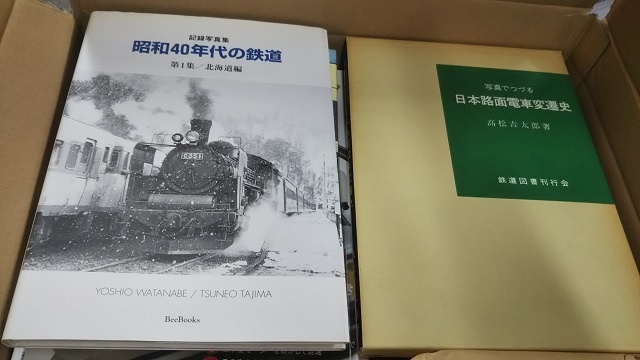 記録写真集
昭和40年代の鉄道
第1集／北海道編
YOSHIO WATANABE / TSUNEO TAJIMA
BeeBooks
写真でつづる
日本路面電車変遷史
高松吉太郎著
鉄道図書刊行会